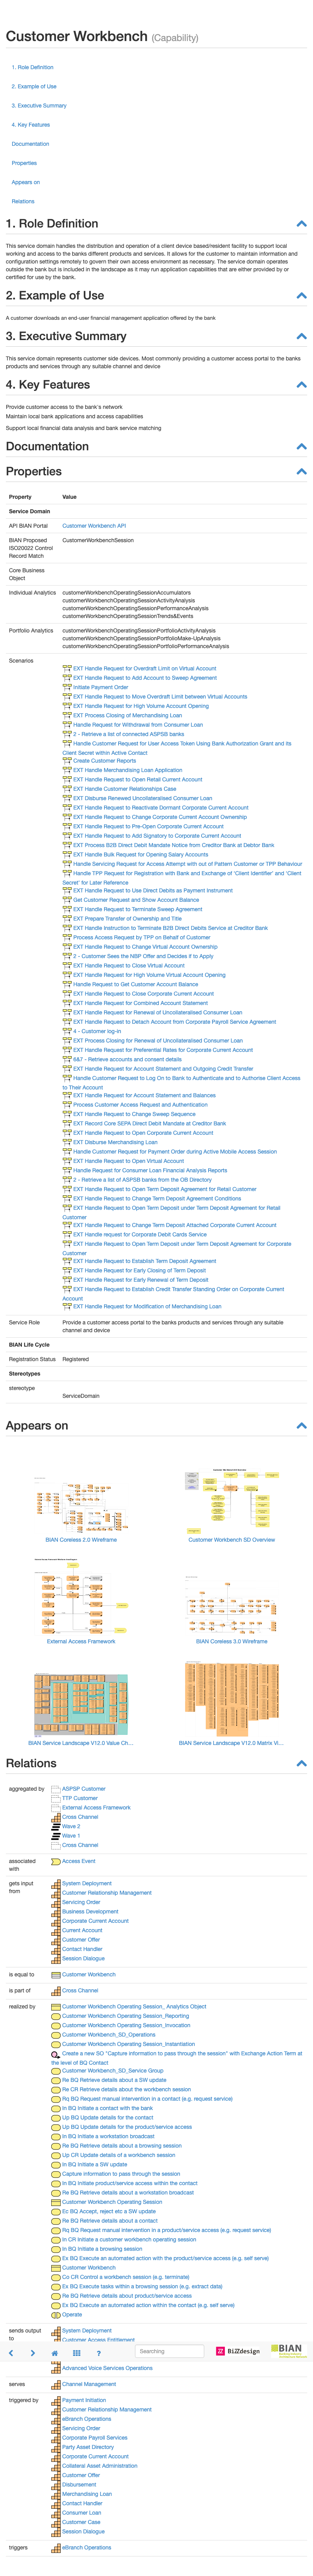 Customer Workbench (Capability)
1. Role Definition
2. Example of Use
3. Executive Summary
4. Key Features
Documentation
Properties
Appears on
Relations
1. Role Definition
This service domain handles the distribution and operation of a client side device based/resident facility to support local
working and access to the banks different products and services. It allows for the customer to maintain information and
configuration settings remotely to govern their own access environment as necessary. The service domain operates
outside the bank but is included in the landscape as it may run application capabilities that are either provided by or
certified for use by the bank.
2. Example of Use
A customer downloads an end-user financial management application offered by the bank
3. Executive Summary
This service domain represents customer side devices. Most commonly providing a customer access portal to the banks
products and services through any suitable channel and device
4. Key Features
Provide customer access to the bank's network
Maintain local bank applications and access capabilities
Support local financial data analysis and bank service matching
Documentation
Properties
Property Value
Service Domain
API BIAN Portal Customer Workbench API
BIAN Proposed CustomerWorkbenchSession
ISO20022 Control
Record Match
Core Business
Object
Individual Analytics customerWorkbenchOperatingSessionAccumulators
customerWorkbenchOperatingSessionActivityAnalysis
customerWorkbenchOperatingSessionPerformanceAnalysis
customerWorkbenchOperatingSessionTrends&Events
Portfolio Analytics customerWorkbenchOperatingSessionPortfolioActivityAnalysis
customerWorkbenchOperatingSessionPortfolioMake-UpAnalysis
customerWorkbenchOperatingSessionPortfolioPerformanceAnalysis
Scenarios
EXT Handle Request for Overdraft Limit on Virtual Account
EXT Handle Request to Add Account to Sweep Agreement
Initiate Payment Order
EXT Handle Request to Move Overdraft Limit between Virtual Accounts
EXT Handle Request for High Volume Account Opening
EXT Process Closing of Merchandising Loan
Handle Request for Withdrawal from Consumer Loan
2 - Retrieve a list of connected ASPSP banks
Handle Customer Request for User Access Token Using Bank Authorization Grant and its
Client Secret within Active Contact
Create Customer Reports
EXT Handle Merchandising Loan Application
EXT Handle Request to Open Retail Current Account
EXT Handle Customer Relationships Case
EXT Disburse Renewed Uncollateralised Consumer Loan
EXT Handle Request to Reactivate Dormant Corporate Current Account
EXT Handle Request to Change Corporate Current Account Ownership
EXT Handle Request to Pre-Open Corporate Current Account
EXT Handle Request to Add Signatory to Corporate Current Account
EXT Process B2B Direct Debit Mandate Notice from Creditor Bank at Debtor Bank
EXT Handle Bulk Request for Opening Salary Accounts
Handle Servicing Request for Access Attempt with out of Pattern Customer or TPP Behaviour
Handle TPP Request for Registration with Bank and Exchange of 'Client Identifier' and 'Client
Secret' for Later Reference
EXT Handle Request to Use Direct Debits as Payment Instrument
Get Customer Request and Show Account Balance
EXT Handle Request to Terminate Sweep Agreement
EXT Prepare Transfer of Ownership and Title
EXT Handle Instruction to Terminate B2B Direct Debits Service at Creditor Bank
Process Access Request by TPP on Behalf of Customer
EXT Handle Request to Change Virtual Account Ownership
2 - Customer Sees the NBP Offer and Decides if to Apply
EXT Handle Request to Close Virtual Account
EXT Handle Request for High Volume Virtual Account Opening
Handle Request to Get Customer Account Balance
EXT Handle Request to Close Corporate Current Account
EXT Handle Request for Combined Account Statement
EXT Handle Request for Renewal of Uncollateralised Consumer Loan
EXT Handle Request to Detach Account from Corporate Payroll Service Agreement
4 - Customer log-in
EXT Process Closing for Renewal of Uncollateralised Consumer Loan
EXT Handle Request for Preferential Rates for Corporate Current Account
6&7 - Retrieve accounts and consent details
EXT Handle Request for Account Statement and Outgoing Credit Transfer
Handle Customer Request to Log On to Bank to Authenticate and to Authorise Client Access
to Their Account
EXT Handle Request for Account Statement and Balances
Process Customer Access Request and Authentication
EXT Handle Request to Change Sweep Sequence
EXT Record Core SEPA Direct Debit Mandate at Creditor Bank
EXT Handle Request to Open Corporate Current Account
EXT Disburse Merchandising Loan
Handle Customer Request for Payment Order during Active Mobile Access Session
EXT Handle Request to Open Virtual Account
Handle Request for Consumer Loan Financial Analysis Reports
2 - Retrieve a list of ASPSB banks from the OB Directory
EXT Handle Request to Open Term Deposit Agreement for Retail Customer
EXT Handle Request to Change Term Deposit Agreement Conditions
EXT Handle Request to Open Term Deposit under Term Deposit Agreement for Retail
Customer
EXT Handle Request to Change Term Deposit Attached Corporate Current Account
EXT Handle request for Corporate Debit Cards Service
EXT Handle Request to Open Term Deposit under Term Deposit Agreement for Corporate
Customer
EXT Handle Request to Establish Term Deposit Agreement
EXT Handle Request for Early Closing of Term Deposit
EXT Handle Request for Early Renewal of Term Deposit
EXT Handle Request to Establish Credit Transfer Standing Order on Corporate Current
Account
EXT Handle Request for Modification of Merchandising Loan
Service Role Provide a customer access portal to the banks products and services through any suitable
channel and device
BIAN Life Cycle
Registration Status Registered
Stereotypes
stereotype
ServiceDomain
Appears on
BIAN Coreless 2.0 Wireframe
Customer Workbench SD Overview
External Access Framework
BIAN Coreless 3.0 Wireframe
BIAN Service Landscape V12.0 Value Ch...
BIAN Service Landscape V12.0 Matrix Vi...
Relations
aggregated by ASPSP Customer
TTP Customer
External Access Framework
Cross Channel
Wave 2
Wave 1
Cross Channel
associated Access Event
with
gets input System Deployment
from Customer Relationship Management
Servicing Order
Business Development
Corporate Current Account
Current Account
Customer Offer
Contact Handler
Session Dialogue
is equal to Customer Workbench
is part of Cross Channel
realized by Customer Workbench Operating Session_ Analytics Object
Customer Workbench Operating Session_Reporting
Customer Workbench Operating Session_Invocation
Customer Workbench_SD_Operations
Customer Workbench Operating Session_Instantiation
Create a new SO "Capture information to pass through the session" with Exchange Action Term at
the level of BQ Contact
Customer Workbench_SD_Service Group
Re BQ Retrieve details about a SW update
Re CR Retrieve details about the workbench session
Rq BQ Request manual intervention in a contact (e.g. request service)
In BQ Initiate a contact with the bank
Up BQ Update details for the contact
Up BQ Update details for the product/service access
In BQ Initiate a workstation broadcast
Re BQ Retrieve details about a browsing session
Up CR Update details of a workbench session
In BQ Initiate a SW update
Capture information to pass through the session
In BQ Initiate product/service access within the contact
Re BQ Retrieve details about a workstation broadcast
Customer Workbench Operating Session
Ec BQ Accept, reject etc a SW update
Re BQ Retrieve details about a contact
Rq BQ Request manual intervention in a product/service access (e.g. request service)
In CR Initiate a customer workbench operating session
In BQ Initiate a browsing session
Ex BQ Execute an automated action with the product/service access (e.g. self serve)
Customer Workbench
Co CR Control a workbench session (e.g. terminate)
Ex BQ Execute tasks within a browsing session (e.g. extract data)
Re BQ Retrieve details about product/service access
Ex BQ Execute an automated action within the contact (e.g. self serve)
Operate
sends output System Deployment
to Customer Access Entitlement
Searching
BiZZdesign
BIAN
Advanced Voice Services Operations
serves Channel Management
triggered by Payment Initiation
Customer Relationship Management
eBranch Operations
Servicing Order
Corporate Payroll Services
Party Asset Directory
Corporate Current Account
Collateral Asset Administration
Customer Offer
Disbursement
Merchandising Loan
Contact Handler
Consumer Loan
Customer Case
Session Dialogue
triggers eBranch Operations